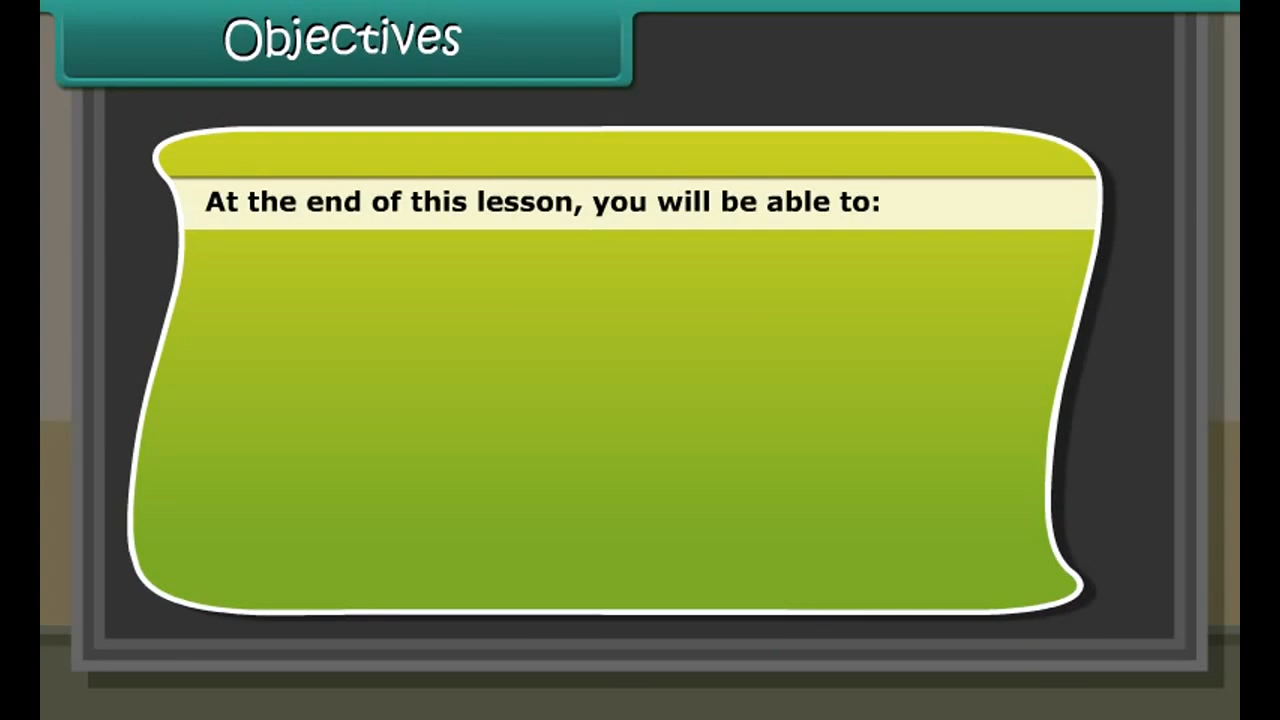 Objectives
At the end of this lesson, you will be able to: